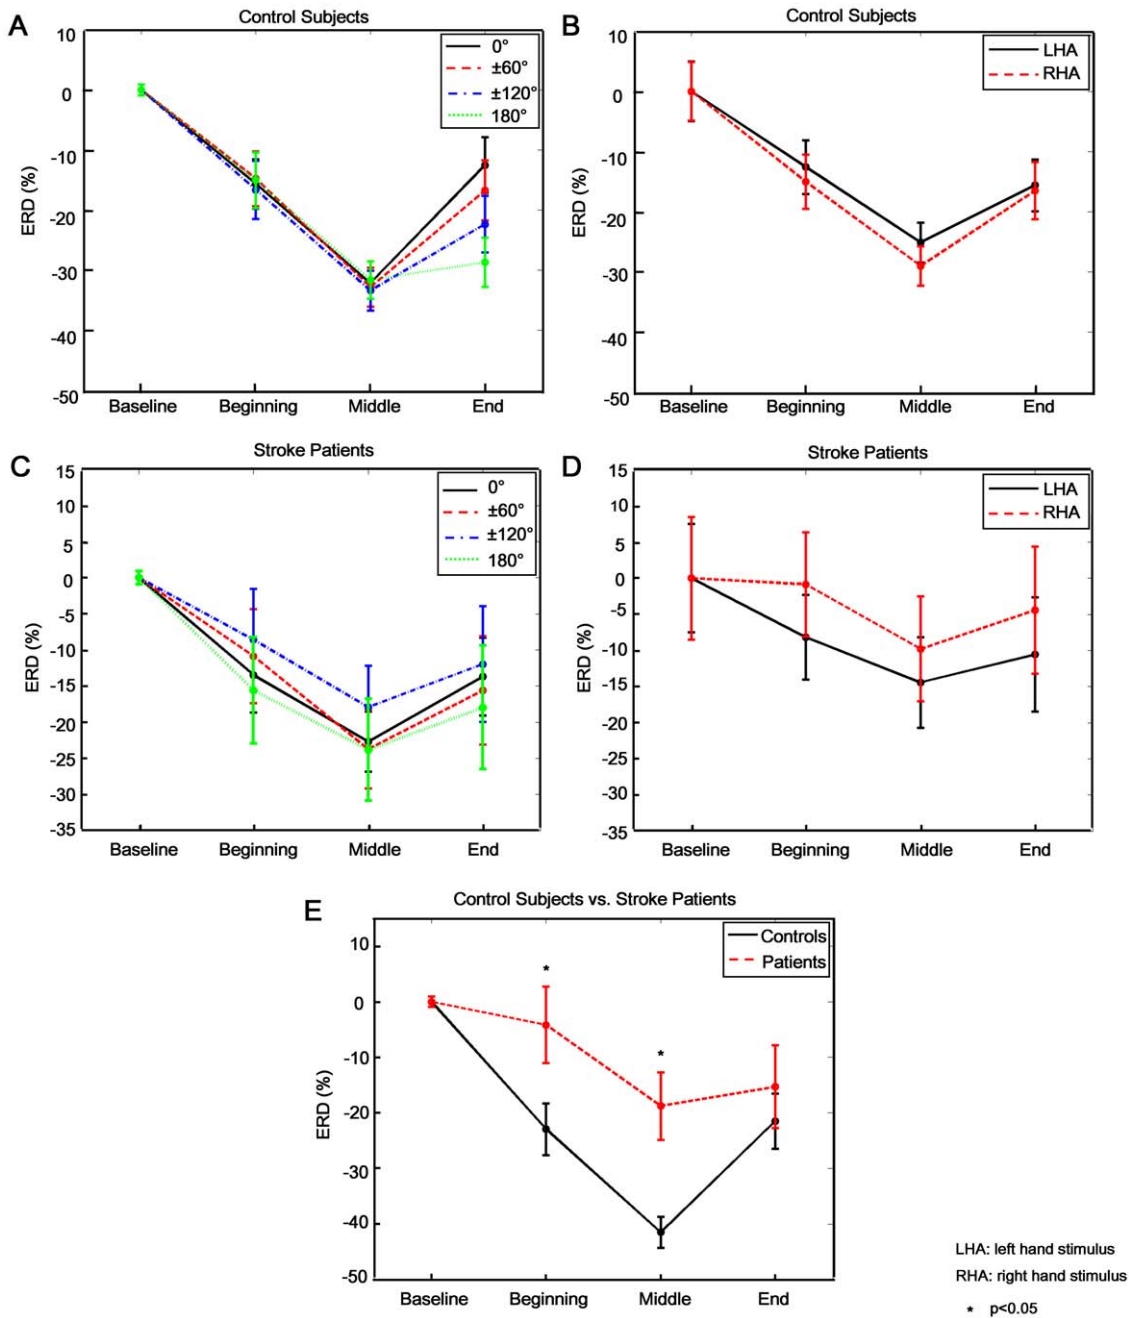 A
Control Subjects
10
0
-10
-20
-30
-40
-50
ERD (%)
0°
±60°
±120°
180°
Baseline
Beginning
Middle
End
B
Control Subjects
10
0
-10
-20
-30
-40
-50
ERD (%)
LHA
RHA
Baseline
Beginning
Middle
End
C
Stroke Patients
15
10
5
0
-5
-10
-15
-20
-25
-30
-35
ERD (%)
0°
±60°
±120°
180°
Baseline
Beginning
Middle
End
D
Stroke Patients
15
10
5
0
-5
-10
-15
-20
-25
-30
-35
ERD (%)
LHA
RHA
Baseline
Beginning
Middle
End
E
Control Subjects vs. Stroke Patients
10
0
-10
-20
-30
-40
-50
ERD (%)
Controls
Patients
*
*
Baseline
Beginning
Middle
End
LHA: left hand stimulus
RHA: right hand stimulus
* p<0.05